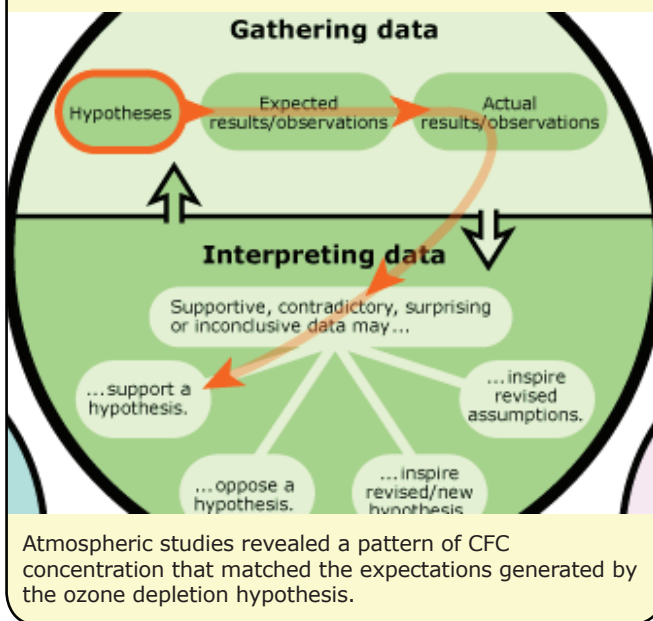 Gathering data
Hypotheses
Expected
results/observations
Actual
results/observations
Interpreting data
Supportive, contradictory, surprising
or inconclusive data may...
...support a
hypothesis.
...inspire
revised
assumptions.
...oppose a
hypothesis.
...inspire
revised/new
hypothesis
Atmospheric studies revealed a pattern of CFC
concentration that matched the expectations generated by
the ozone depletion hypothesis.